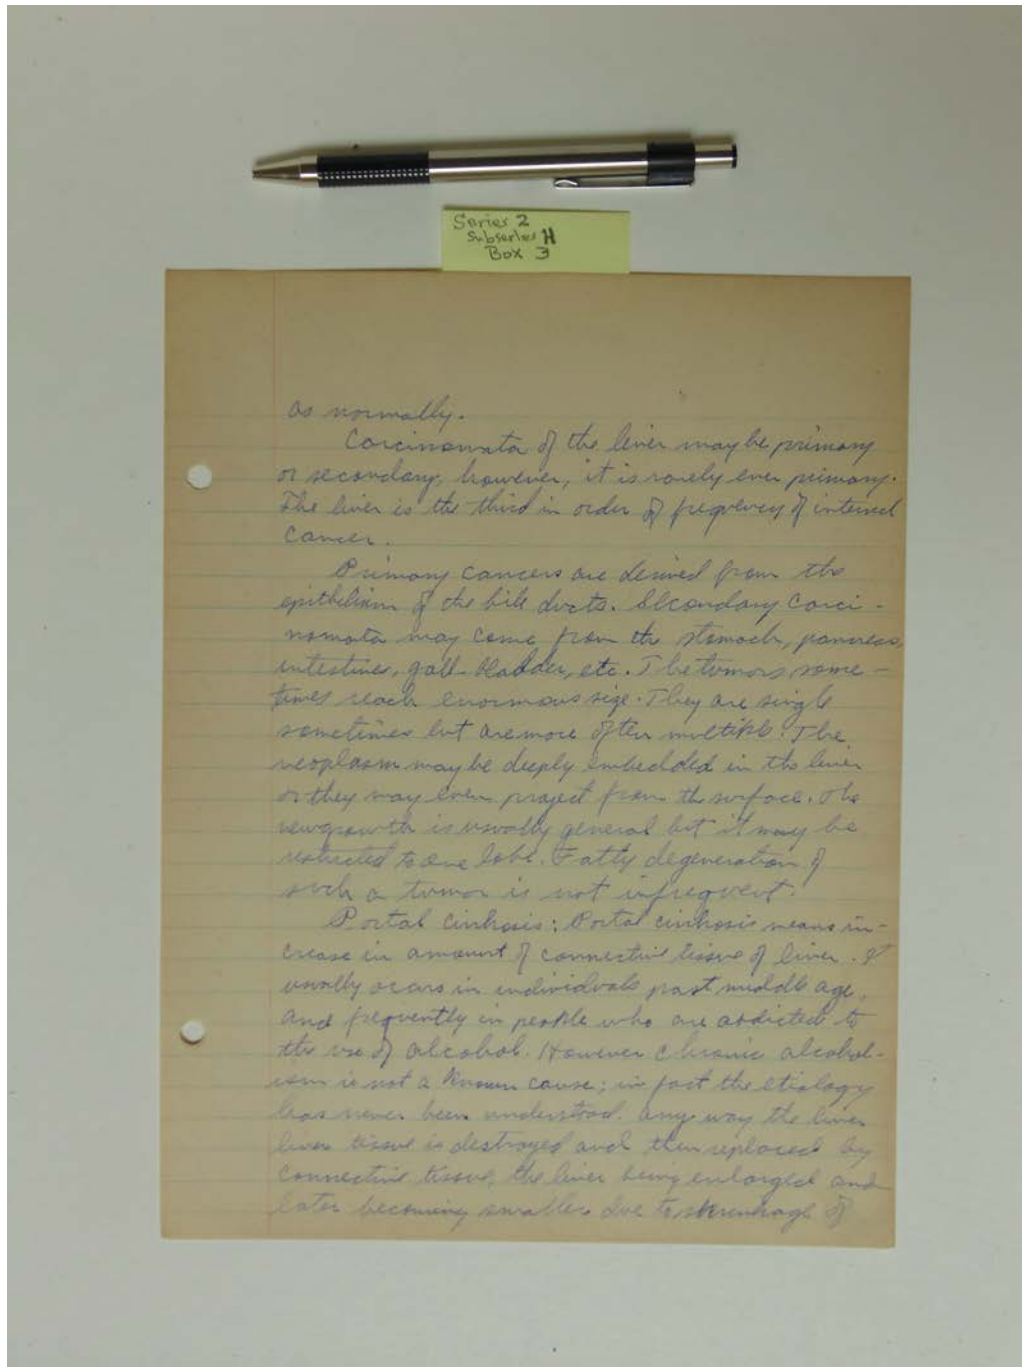 Series 2
Subseries H
Box 3
as normally.
Carcinomata of the liver may be primary
or secondary, however, it is rarely ever primary.
The liver is the third in order of frequency of internal
cancer.
Primary cancers are derived from the
epithelium of the bile ducts. Secondary carci-
nomata may come from the stomach, pancreas,
intestines, gall bladder, etc. The tumors some-
times reach enormous size. They are single
sometimes but are more often multiple. The
neoplasm may be deeply embedded in the liver
or they may even project from the surface. The
newgrowth is usually general but it may be
restricted to one lobe. Fatty degeneration of
such a tumor is not infrequent.
Portal cirrhosis: Portal cirrhosis means in-
crease in amount of connective tissue of liver. It
usually occurs in individuals past middle age,
and frequently in people who are addicted to
the use of alcohol. However chronic alcohol-
ism is not a known cause; in fact the etiology
has never been understood. Any way the liver
liver tissue is destroyed and then replaced by
connective tissue, the liver being enlarged and
later becoming smaller due to shrinkage of